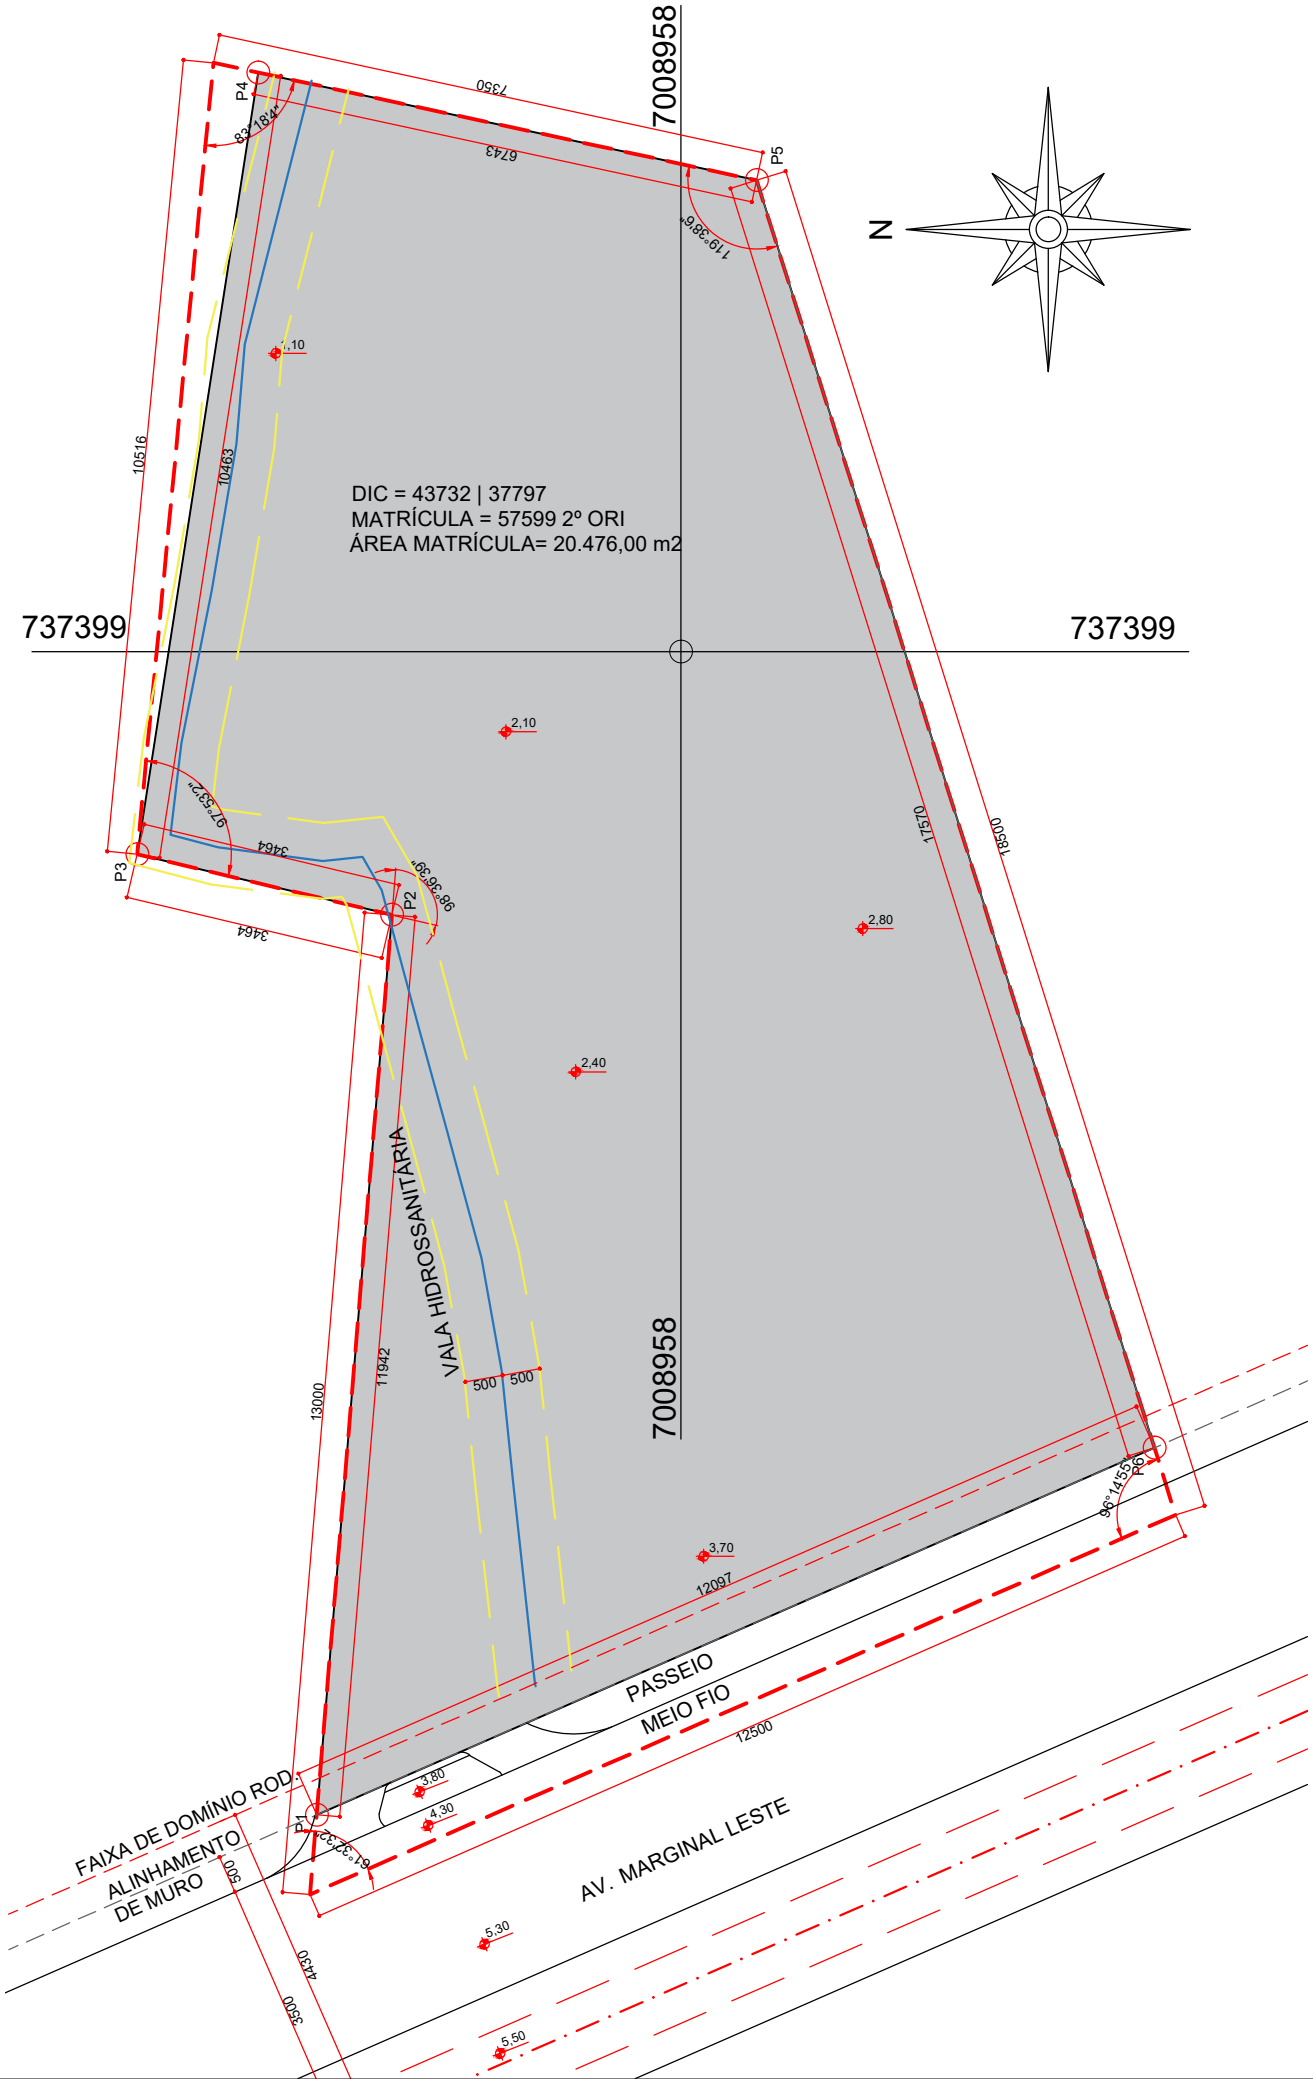 7008958
P4
7350
83°18'4"
6743
P5
N
119°38'6"
1,10
10516
10463
DIC = 43732 | 37797
MATRÍCULA = 57599 2º ORI
ÁREA MATRÍCULA= 20.476,00 m2
737399
737399
2,10
97°53'2"
17570
18500
3464
P3
98°36'39"
P2
3464
2,80
2,40
VALA HIDROSSANITÁRIA
11942
13000
500
500
7008958
P6
96°14'55"
3,70
12097
PASSEIO
MEIO FIO
12500
3,80
4,30
FAIXA DE DOMÍNIO ROD.
61°32'32"
ALINHAMENTO
DE MURO
500
AV. MARGINAL LESTE
5,30
4430
3500
5,50